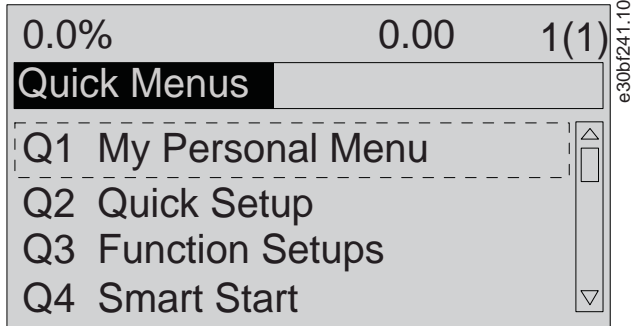 0.0% 0.00 1(1)
Quick Menus
Q1 My Personal Menu
Q2 Quick Setup
Q3 Function Setups
Q4 Smart Start
e30bf241.10